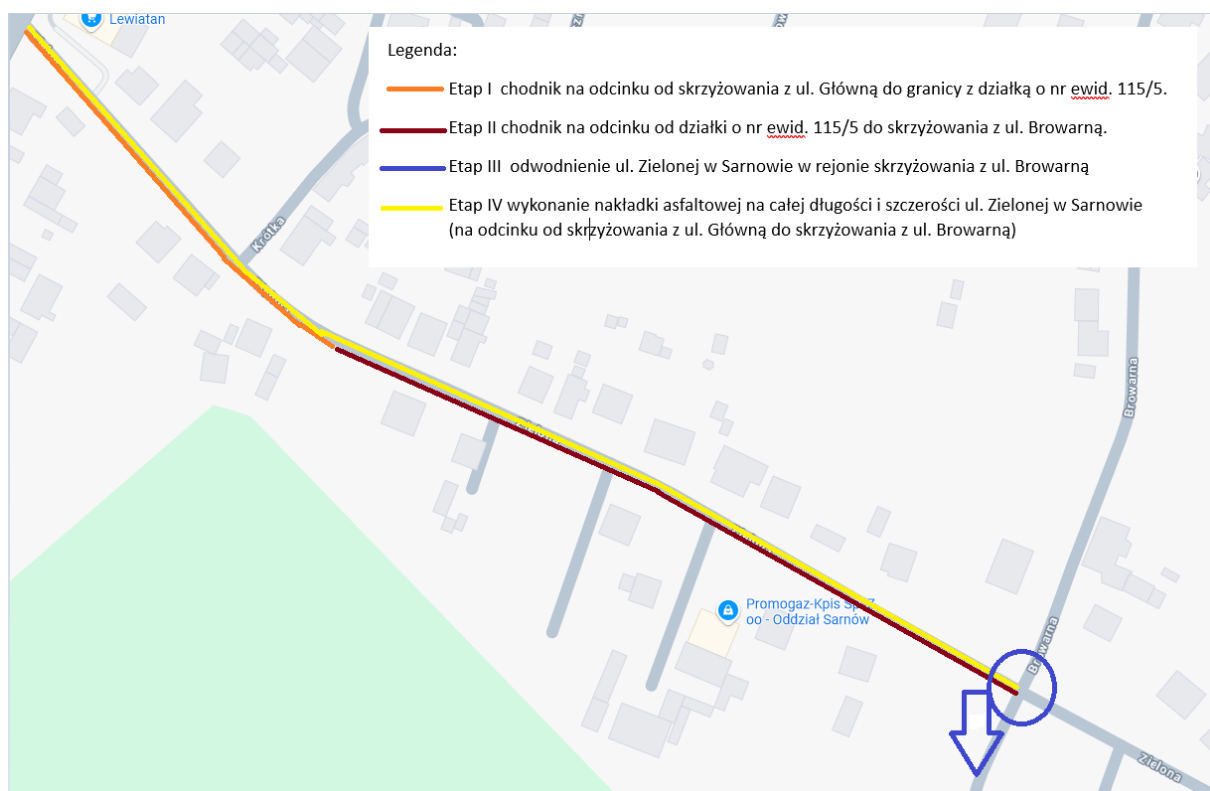 Lewiatan
Legenda:
Etap I  chodnik na odcinku od skrzyżowania z ul. Główną do granicy z działką o nr ewid. 115/5.
Etap II chodnik na odcinku od działki o nr ewid. 115/5 do skrzyżowania z ul. Browarną.
Etap III  odwodnienie ul. Zielonej w Sarnowie w rejonie skrzyżowania z ul. Browarną
Etap IV wykonanie nakładki asfaltowej na całej długości i szczerości ul. Zielonej w Sarnowie
(na odcinku od skrzyżowania z ul. Główną do skrzyżowania z ul. Browarną)
Krótka
Browarna
Promogaz-Kpis Sp. Z
oo - Oddział Sarnów
Browarna
Zielona